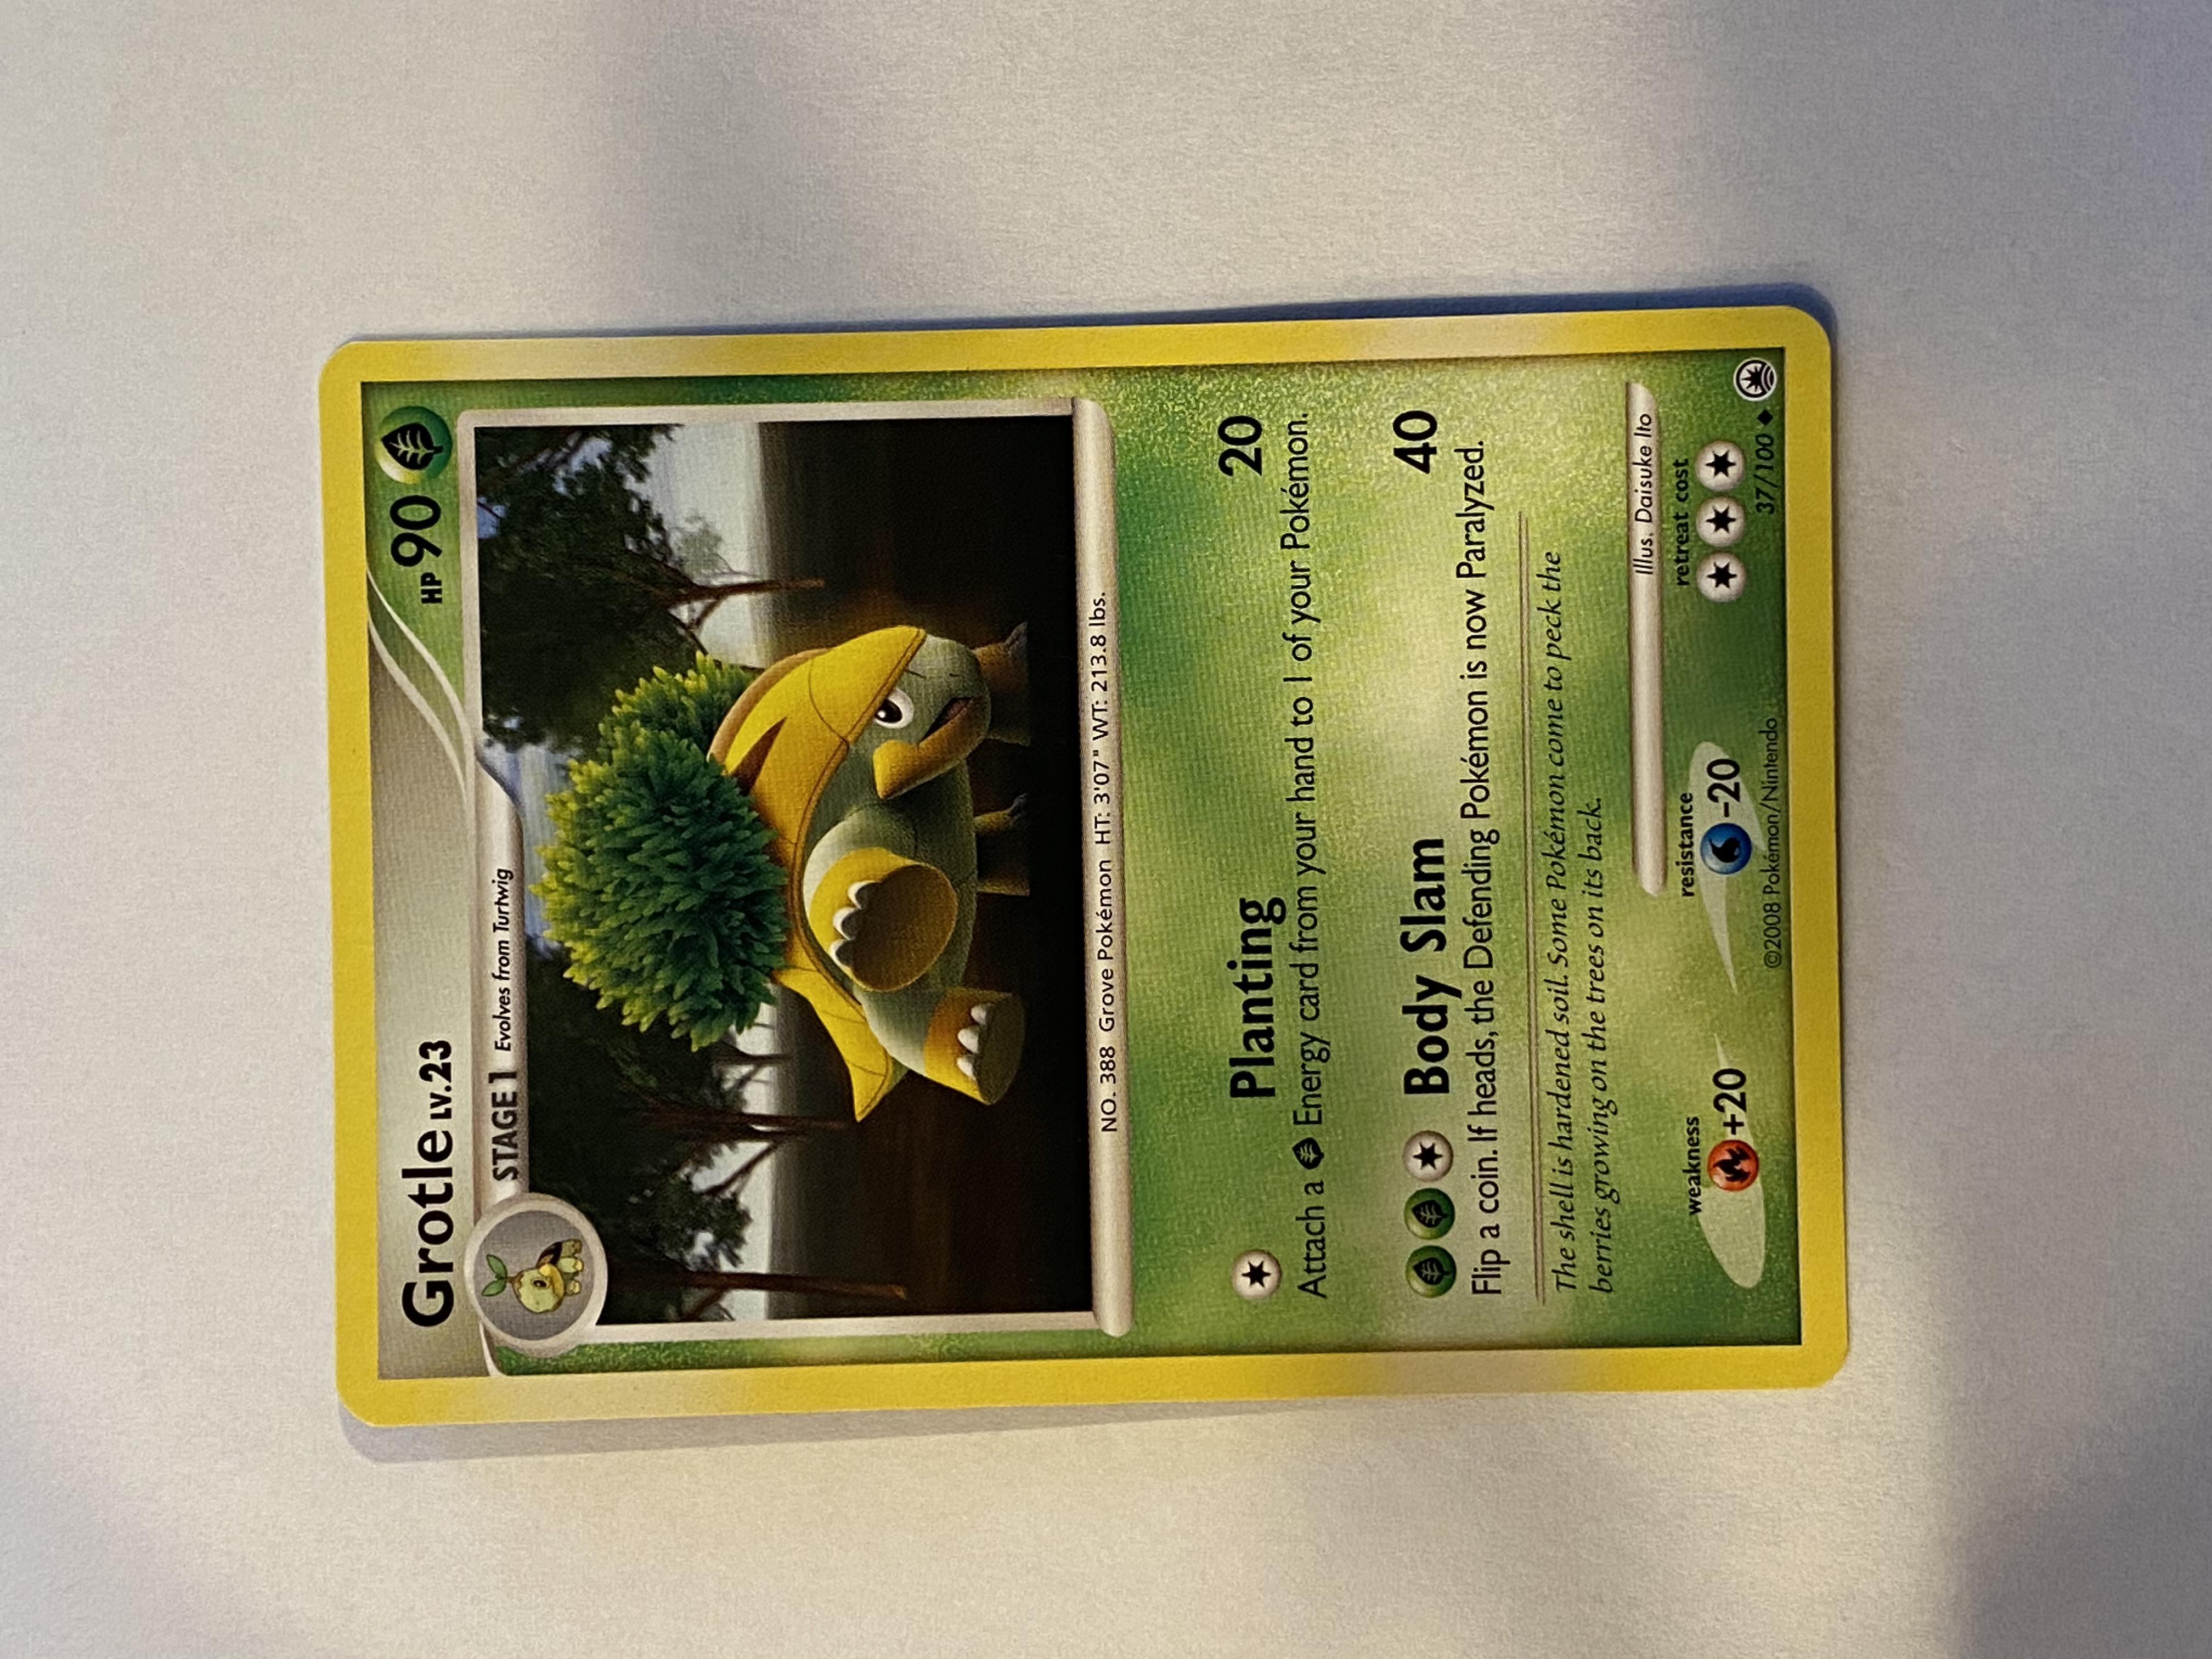 Grotle LV.23
HP 90
STAGE 1 Evolves from Turtwig
NO. 388 Grove Pokémon HT: 3'07" WT: 213.8 lbs.
Planting 20
Attach a Energy card from your hand to 1 of your Pokémon.
Body Slam 40
Flip a coin. If heads, the Defending Pokémon is now Paralyzed.
The shell is hardened soil. Some Pokémon come to peck the
berries growing on the trees on its back.
Illus. Daisuke Ito
weakness resistance retreat cost
+20 -20
©2008 Pokémon/Nintendo 37/100